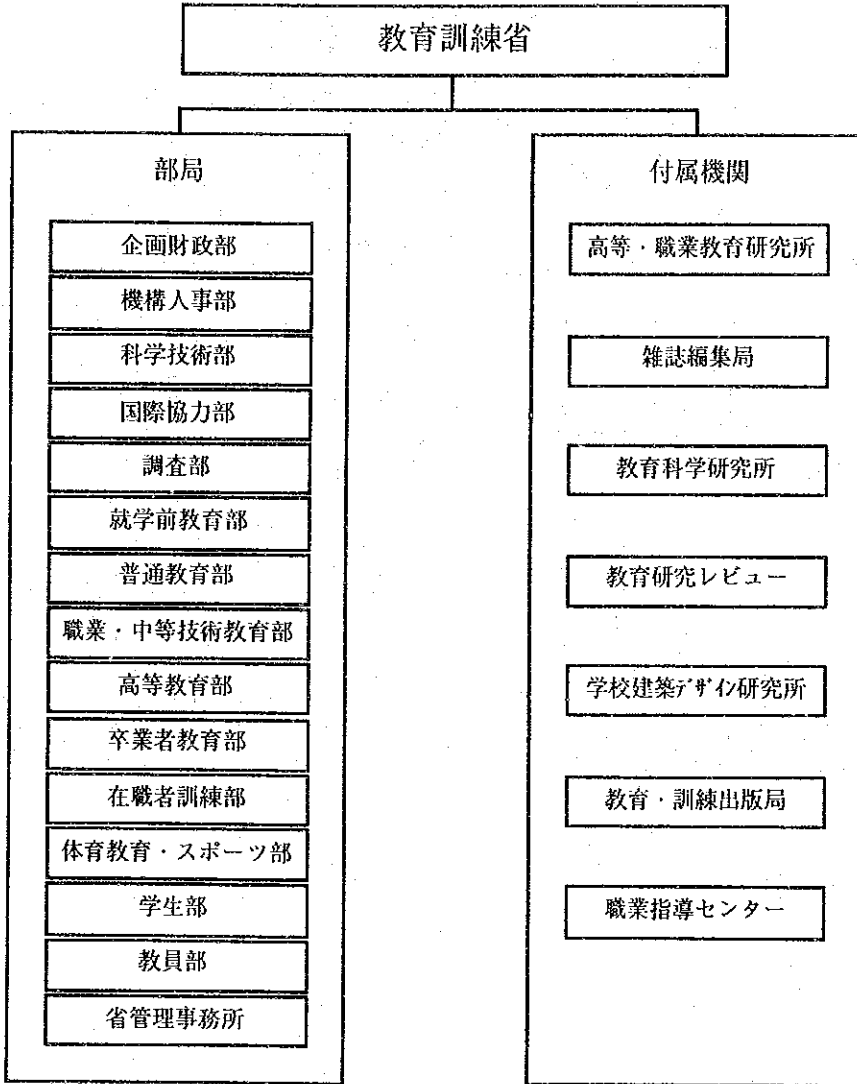 教育訓練省
部局
企画財政部
機構人事部
科学技術部
国際協力部
調査部
就学前教育部
普通教育部
職業・中等技術教育部
高等教育部
卒業者教育部
在職者訓練部
体育教育・スポーツ部
学生部
教員部
省管理事務所
付属機関
高等・職業教育研究所
雑誌編集局
教育科学研究所
教育研究レビュー
学校建築ﾃﾞｻﾞｲﾝ研究所
教育・訓練出版局
職業指導センター